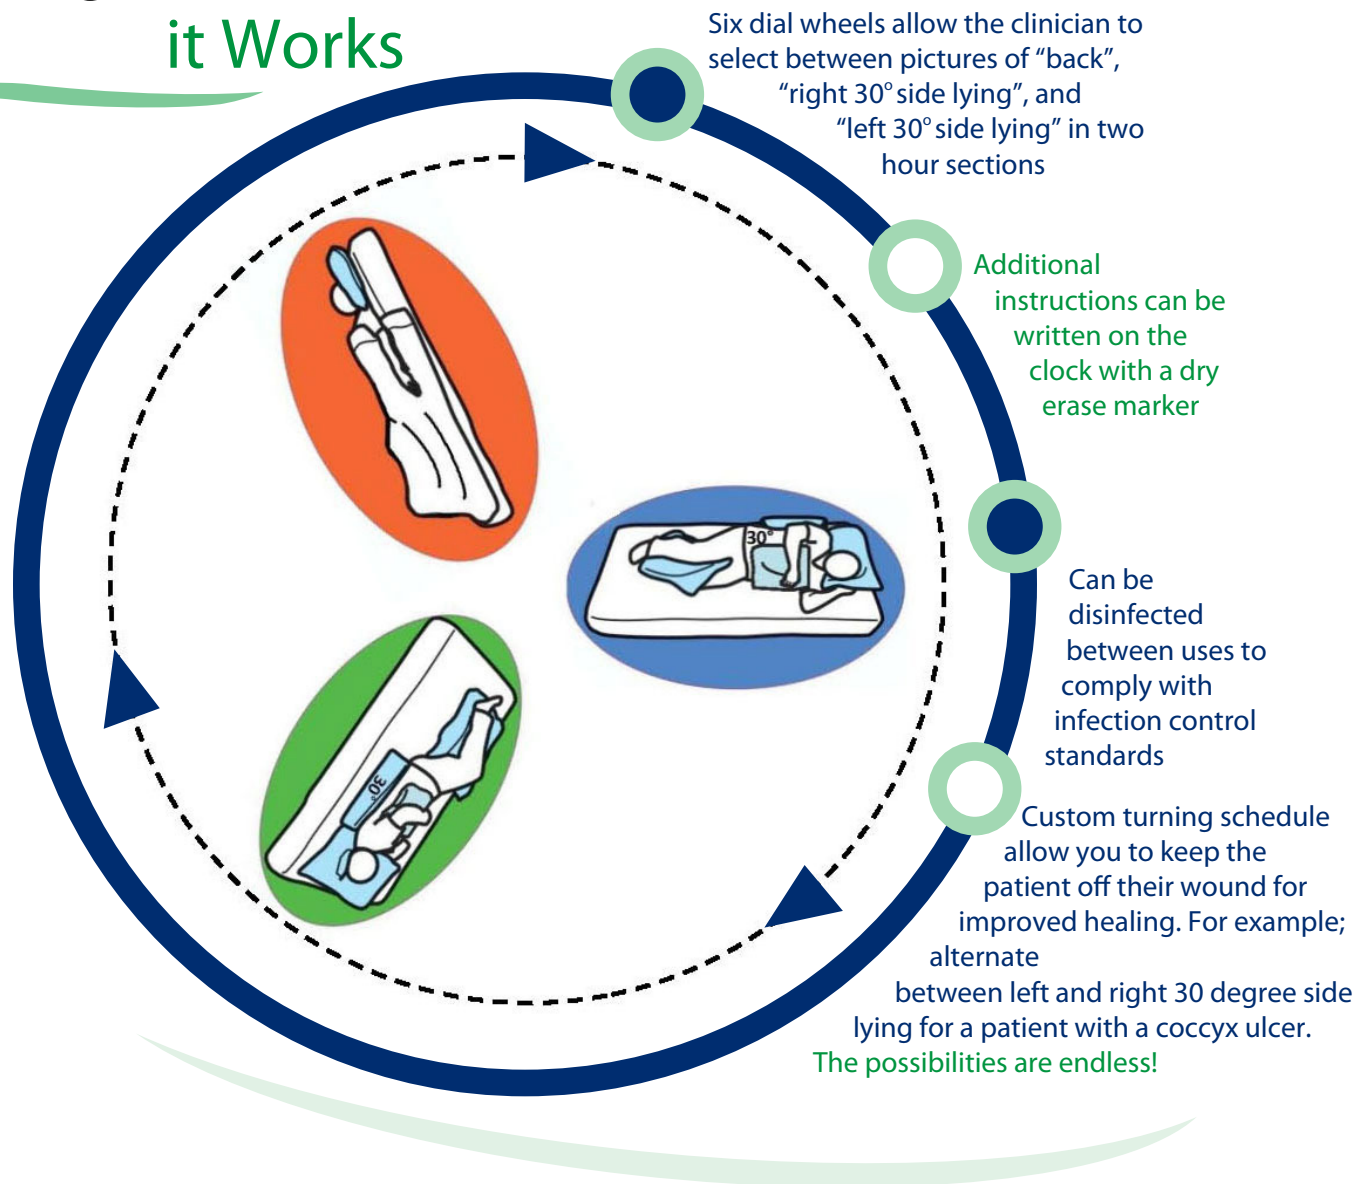 it Works
Six dial wheels allow the clinician to
select between pictures of “back”,
“right 30° side lying”, and
“left 30° side lying” in two
hour sections
Additional
instructions can be
written on the
clock with a dry
erase marker
30°
30°
Can be
disinfected
between uses to
comply with
infection control
standards
Custom turning schedule
allow you to keep the
patient off their wound for
improved healing. For example;
alternate
between left and right 30 degree side
lying for a patient with a coccyx ulcer.
The possibilities are endless!